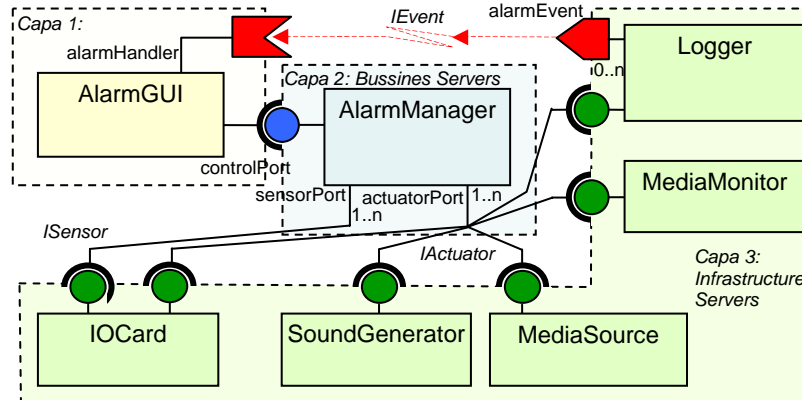 Capa 1:
IEvent
alarmEvent
alarmHandler
Logger
0..n
Capa 2: Bussines Servers
AlarmGUI
AlarmManager
controlPort
sensorPort
actuatorPort
1..n
1..n
MediaMonitor
ISensor
IActuator
Capa 3:
Infrastructure
Servers
IOCard
SoundGenerator
MediaSource